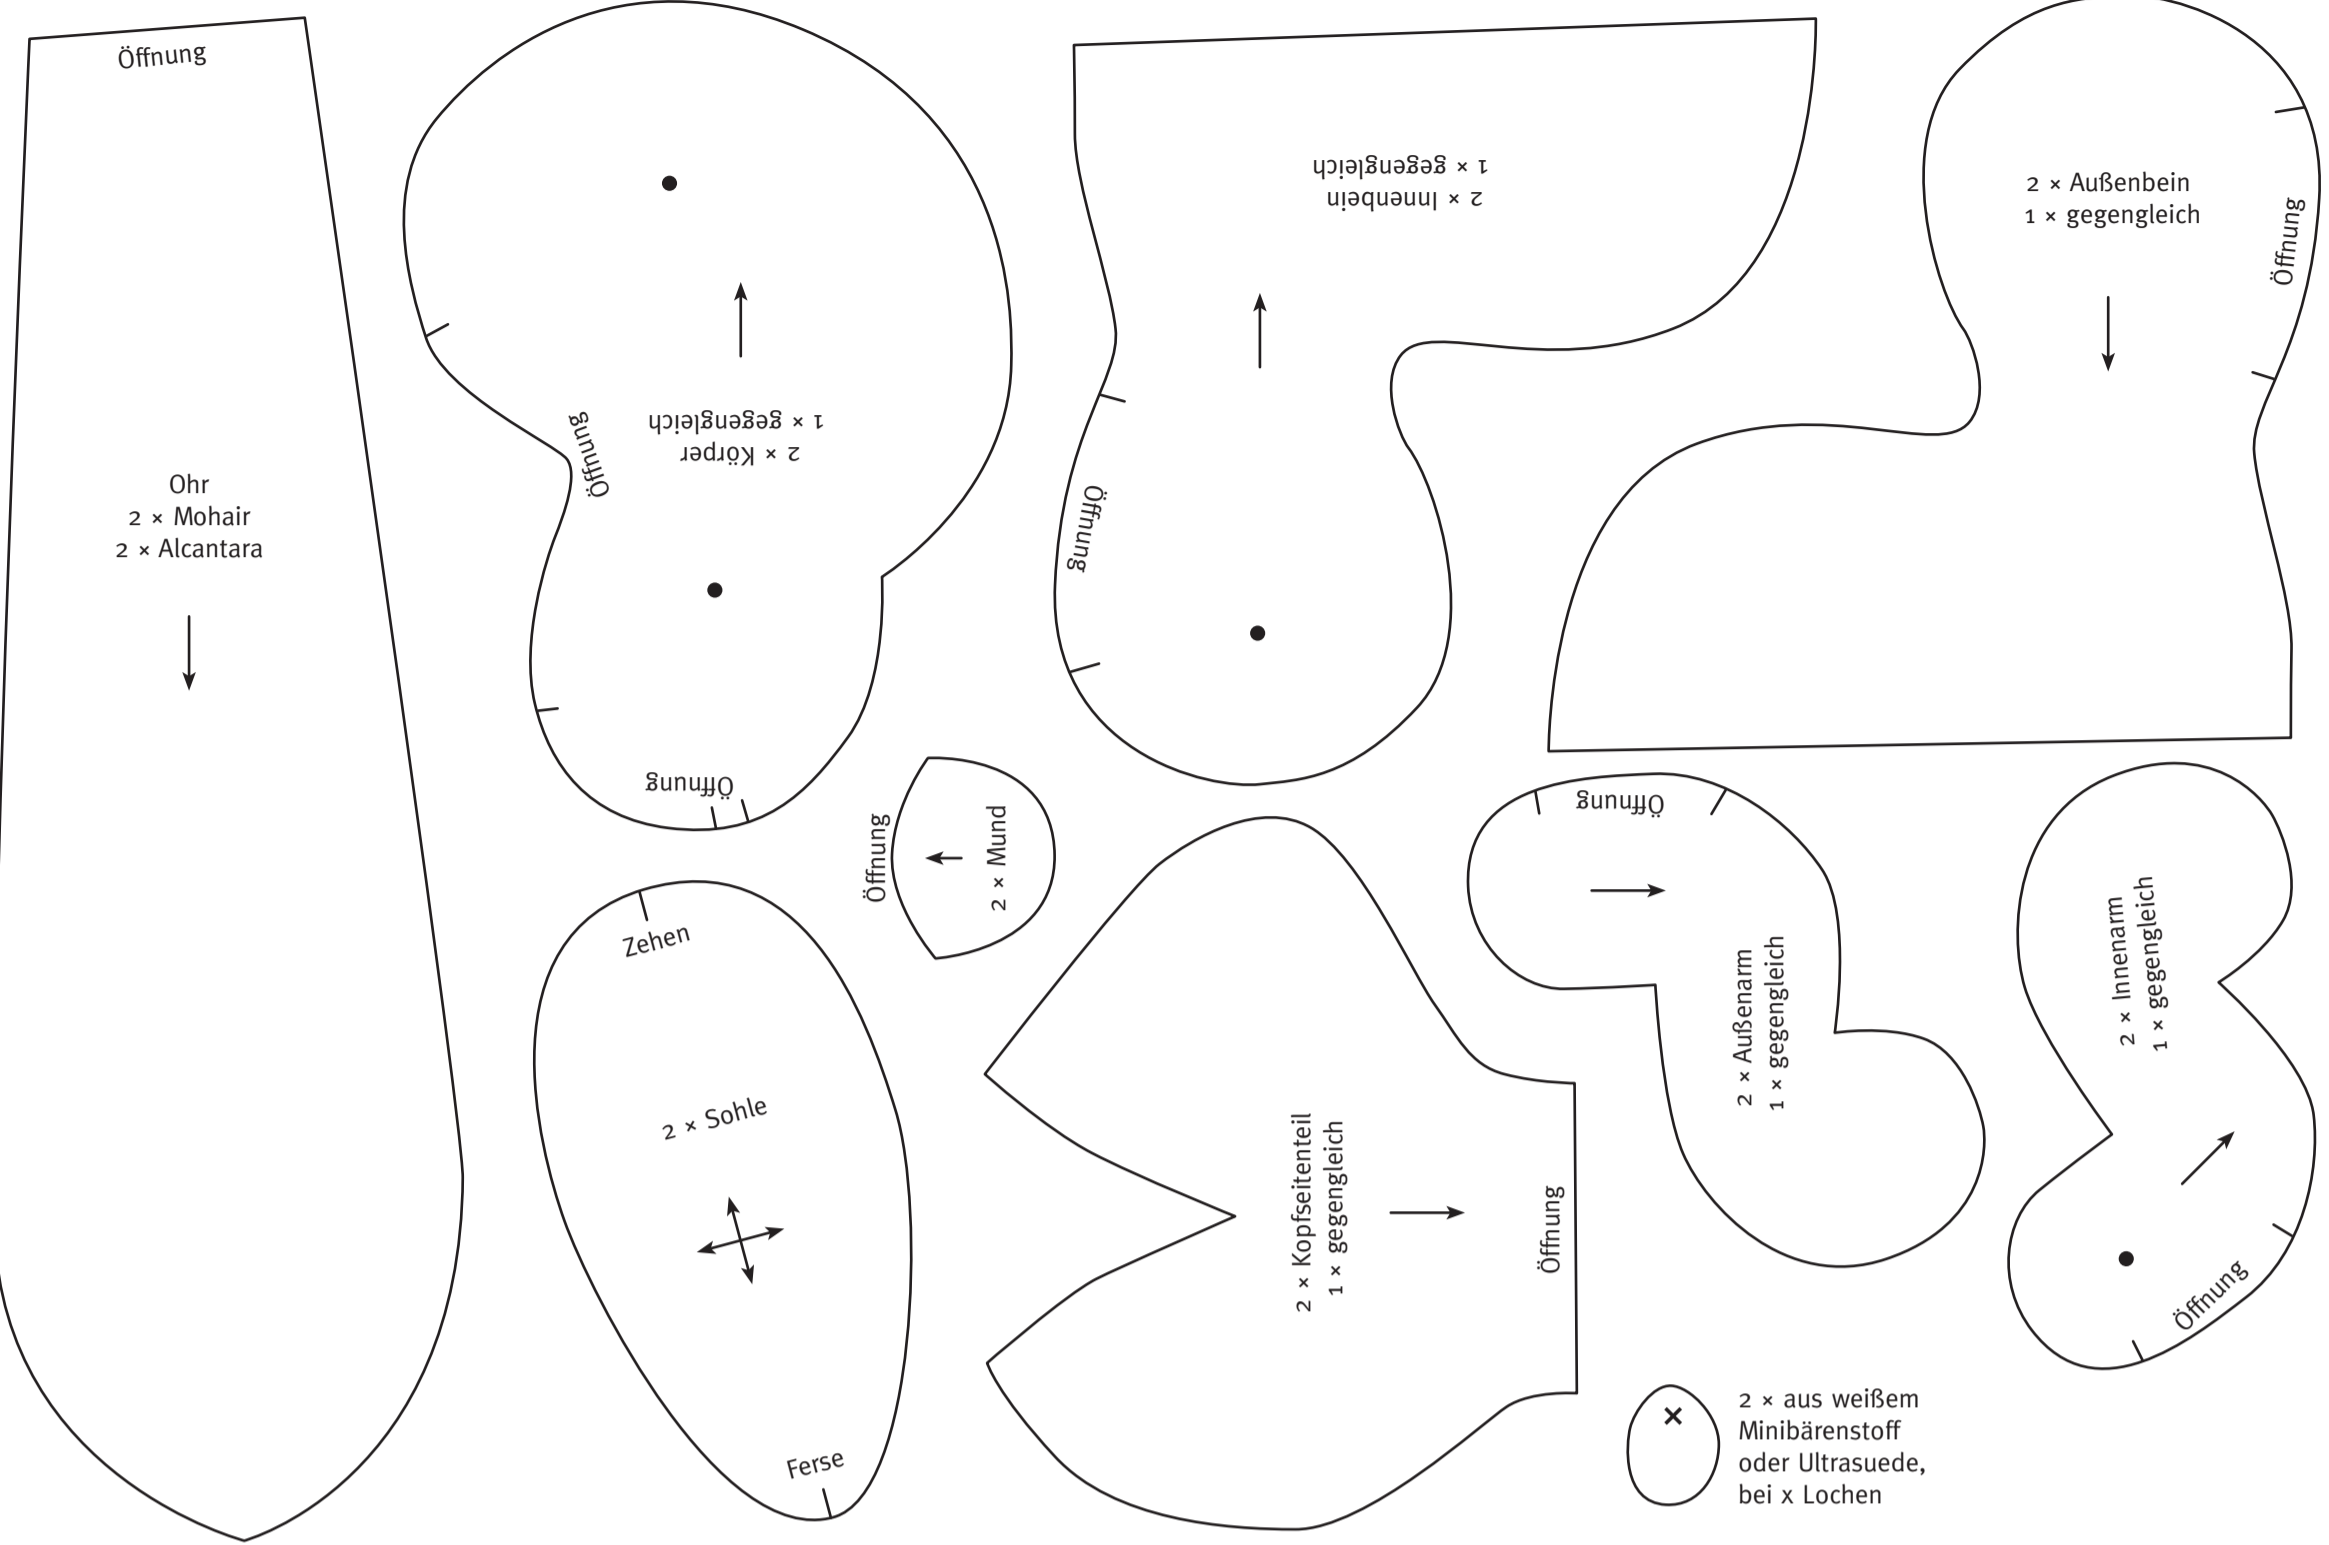 Öffnung
Ohr
2 × Mohair
2 × Alcantara
2 × Körper
1 × gegengleich
Öffnung
Öffnung
2 × Innenbein
1 × gegengleich
Öffnung
2 × Außenbein
1 × gegengleich
Öffnung
Öffnung
2 × Mund
Zehen
2 × Sohle
Ferse
2 × Kopfseitenteil
1 × gegengleich
Öffnung
Öffnung
2 × Außenarm
1 × gegengleich
2 × Innenarm
1 × gegengleich
Öffnung
×
2 × aus weißem
Minibärenstoff
oder Ultrasuede,
bei x Lochen